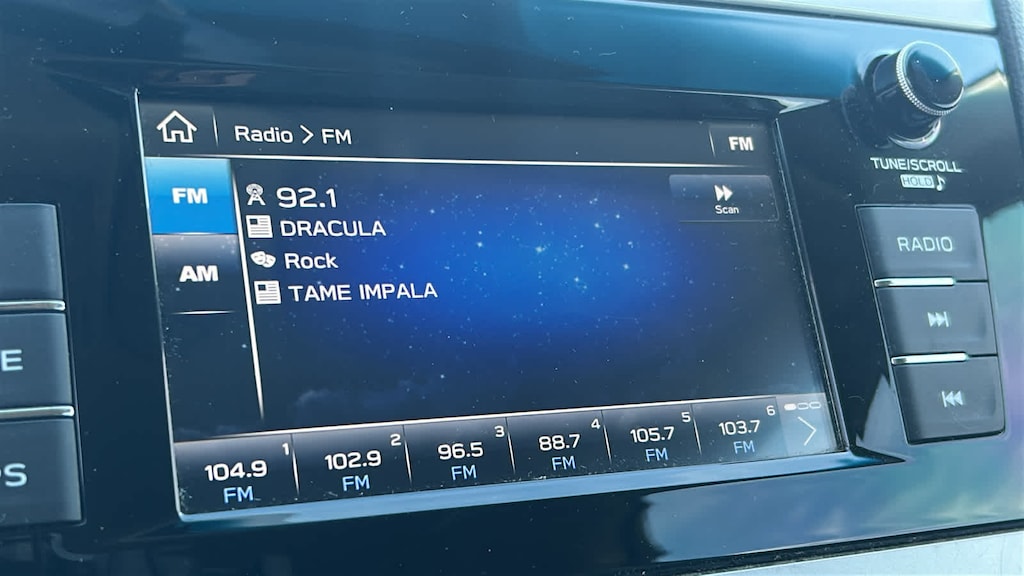 Radio > FM
FM
FM
92.1
Scan
DRACULA
AM
Rock
TAME IMPALA
1
104.9
FM
2
102.9
FM
3
96.5
FM
4
88.7
FM
5
105.7
FM
6
103.7
FM
TUNE/SCROLL
HOLD
RADIO
E
PS